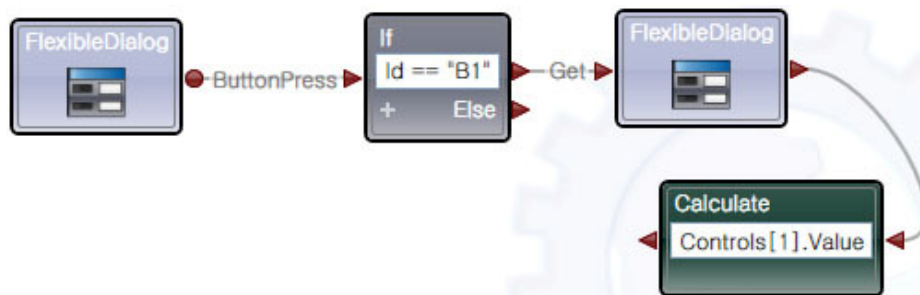 FlexibleDialog
ButtonPress
If
Id == "B1"
+ Else
Get
FlexibleDialog
Calculate
Controls[1].Value